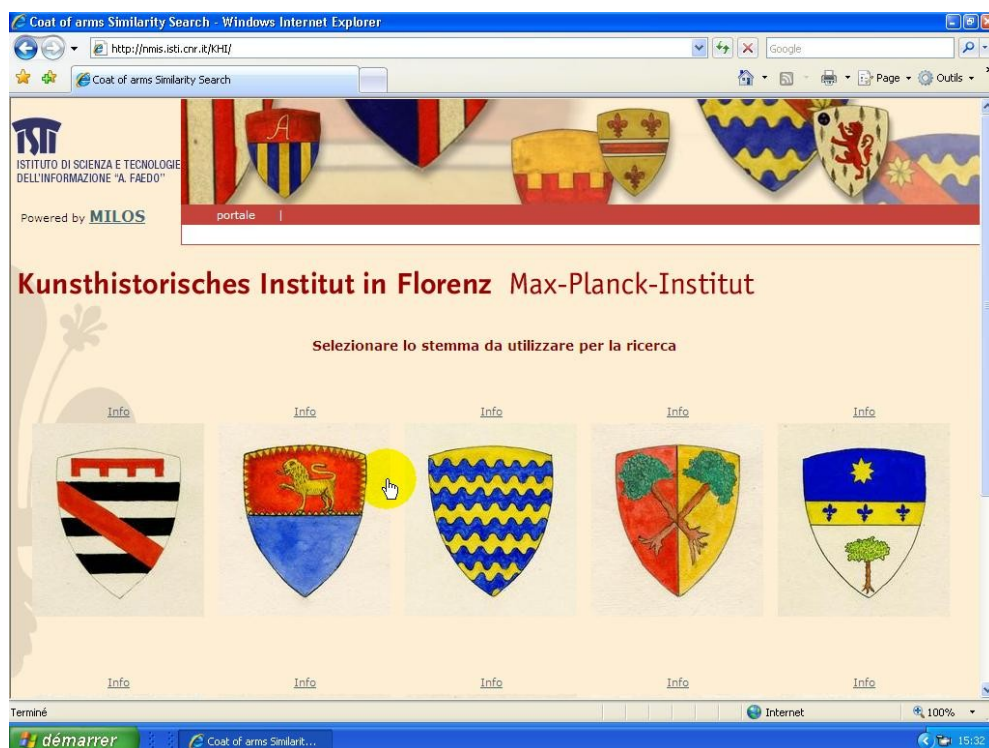 Coat of arms Similarity Search - Windows Internet Explorer
http://nmis.isti.cnr.it/KHI/
Google
Coat of arms Similarity Search
Page
Outils
ISTI
ISTITUTO DI SCIENZA E TECNOLOGIE
DELL'INFORMAZIONE "A. FAEDO"
A
Powered by MILOS
portale |
Kunsthistorisches Institut in Florenz Max-Planck-Institut
Selezionare lo stemma da utilizzare per la ricerca
Info Info Info Info Info
Info Info Info Info Info
Terminé
Internet
100%
démarrer
Coat of arms Similarit...
15:32